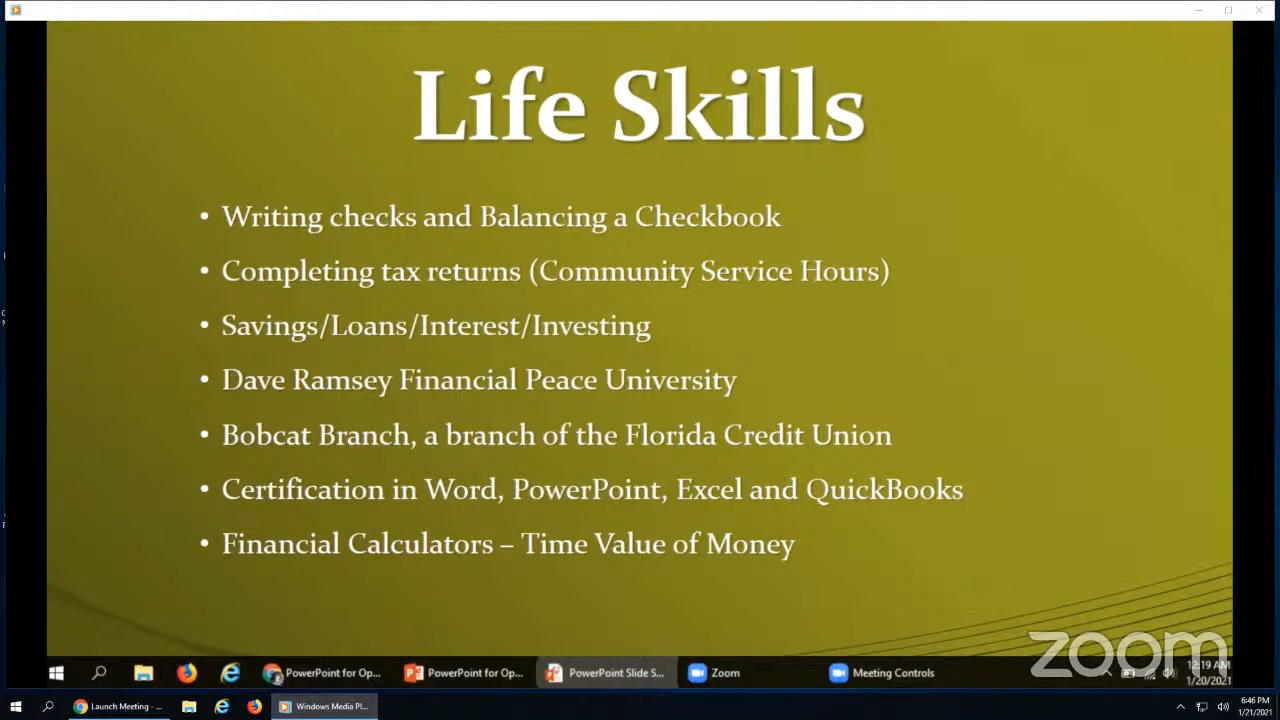 Life Skills
• Writing checks and Balancing a Checkbook
• Completing tax returns (Community Service Hours)
• Savings/Loans/Interest/Investing
• Dave Ramsey Financial Peace University
• Bobcat Branch, a branch of the Florida Credit Union
• Certification in Word, PowerPoint, Excel and QuickBooks
• Financial Calculators – Time Value of Money
zoom
PowerPoint for Op... PowerPoint for Op... PowerPoint Slide S... Zoom Meeting Controls 12:19 AM
1/20/2021
Launch Meeting - ... Windows Media Pl... 6:46 PM
1/21/2021